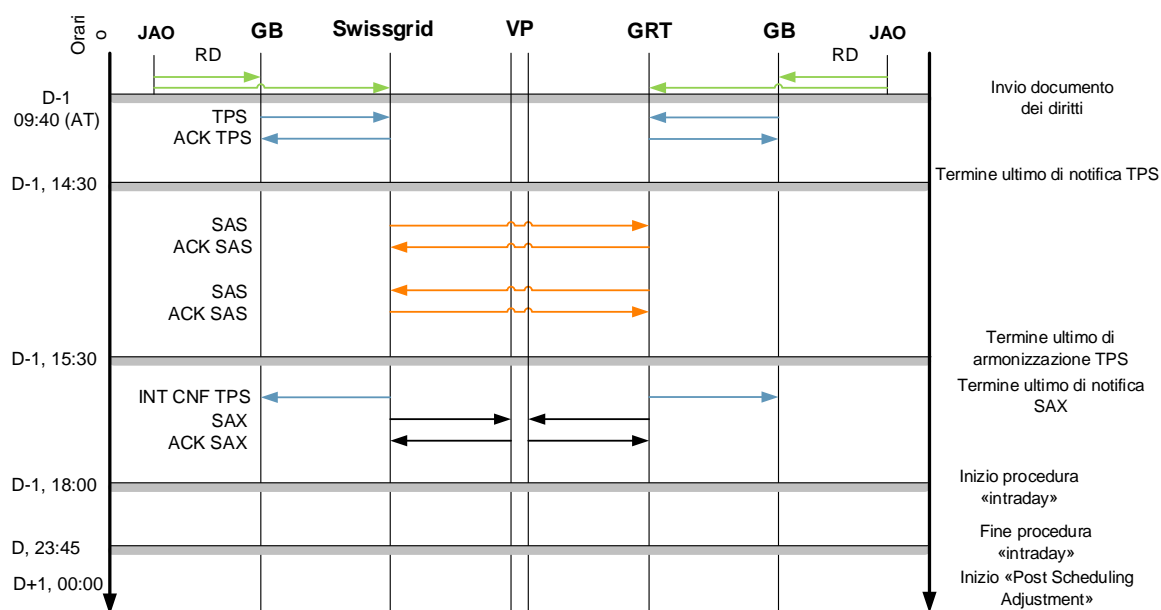 Orari
o
JAO
GB
Swissgrid
VP
GRT
GB
JAO
RD
RD
Invio documento
dei diritti
D-1
09:40 (AT)
TPS
ACK TPS
D-1, 14:30
Termine ultimo di notifica TPS
SAS
ACK SAS
SAS
ACK SAS
D-1, 15:30
Termine ultimo di
armonizzazione TPS
Termine ultimo di notifica
SAX
INT CNF TPS
SAX
ACK SAX
D-1, 18:00
Inizio procedura
«intraday»
D, 23:45
Fine procedura
«intraday»
D+1, 00:00
Inizio «Post Scheduling
Adjustment»